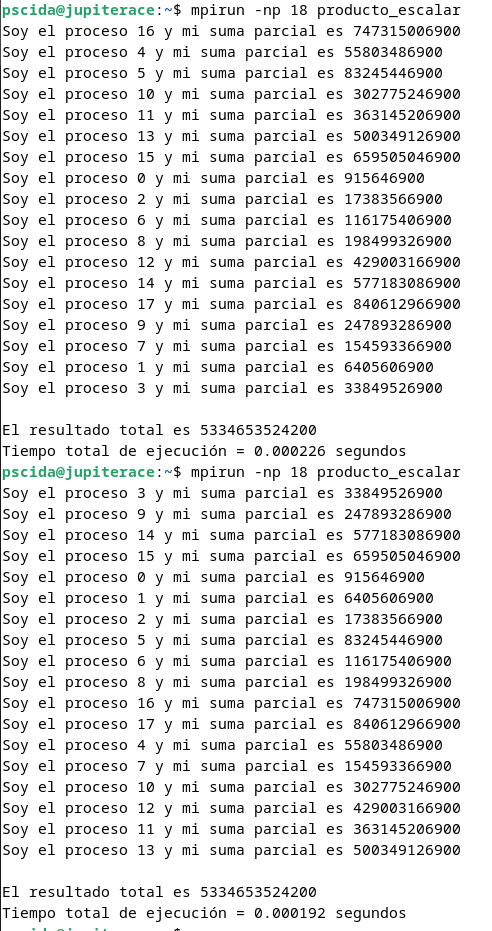 pscida@jupiterace:~$ mpirun -np 18 producto_escalar
Soy el proceso 16 y mi suma parcial es 747315006900
Soy el proceso 4 y mi suma parcial es 55803486900
Soy el proceso 5 y mi suma parcial es 83245446900
Soy el proceso 10 y mi suma parcial es 302775246900
Soy el proceso 11 y mi suma parcial es 363145206900
Soy el proceso 13 y mi suma parcial es 500349126900
Soy el proceso 15 y mi suma parcial es 659505046900
Soy el proceso 0 y mi suma parcial es 915646900
Soy el proceso 2 y mi suma parcial es 17383566900
Soy el proceso 6 y mi suma parcial es 116175406900
Soy el proceso 8 y mi suma parcial es 198499326900
Soy el proceso 12 y mi suma parcial es 429003166900
Soy el proceso 14 y mi suma parcial es 577183086900
Soy el proceso 17 y mi suma parcial es 840612966900
Soy el proceso 9 y mi suma parcial es 247893286900
Soy el proceso 7 y mi suma parcial es 154593366900
Soy el proceso 1 y mi suma parcial es 6405606900
Soy el proceso 3 y mi suma parcial es 33849526900

El resultado total es 5334653524200
Tiempo total de ejecución = 0.000226 segundos
pscida@jupiterace:~$ mpirun -np 18 producto_escalar
Soy el proceso 3 y mi suma parcial es 33849526900
Soy el proceso 9 y mi suma parcial es 247893286900
Soy el proceso 14 y mi suma parcial es 577183086900
Soy el proceso 15 y mi suma parcial es 659505046900
Soy el proceso 0 y mi suma parcial es 915646900
Soy el proceso 1 y mi suma parcial es 6405606900
Soy el proceso 2 y mi suma parcial es 17383566900
Soy el proceso 5 y mi suma parcial es 83245446900
Soy el proceso 6 y mi suma parcial es 116175406900
Soy el proceso 8 y mi suma parcial es 198499326900
Soy el proceso 16 y mi suma parcial es 747315006900
Soy el proceso 17 y mi suma parcial es 840612966900
Soy el proceso 4 y mi suma parcial es 55803486900
Soy el proceso 7 y mi suma parcial es 154593366900
Soy el proceso 10 y mi suma parcial es 302775246900
Soy el proceso 12 y mi suma parcial es 429003166900
Soy el proceso 11 y mi suma parcial es 363145206900
Soy el proceso 13 y mi suma parcial es 500349126900

El resultado total es 5334653524200
Tiempo total de ejecución = 0.000192 segundos